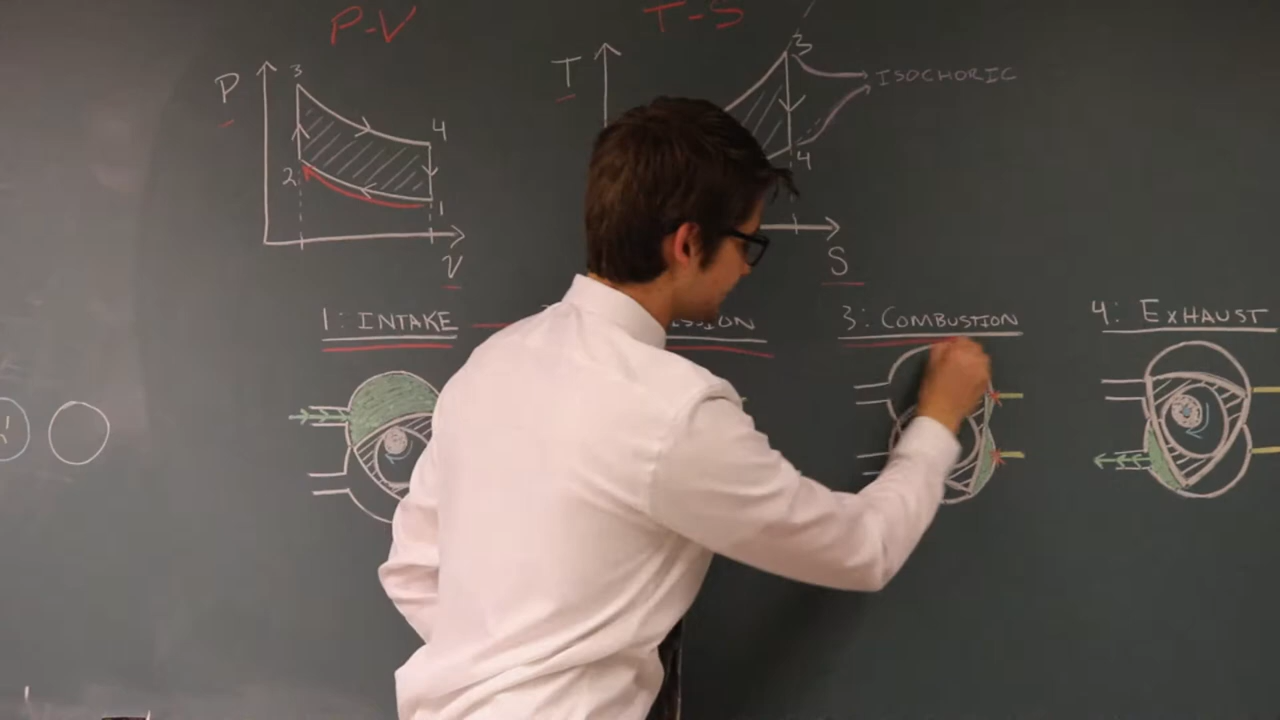 P-V
T-S
P
3
4
2
1
V
T
3
ISOCHORIC
4
S
1: INTAKE
3: COMBUSTION
4: EXHAUST